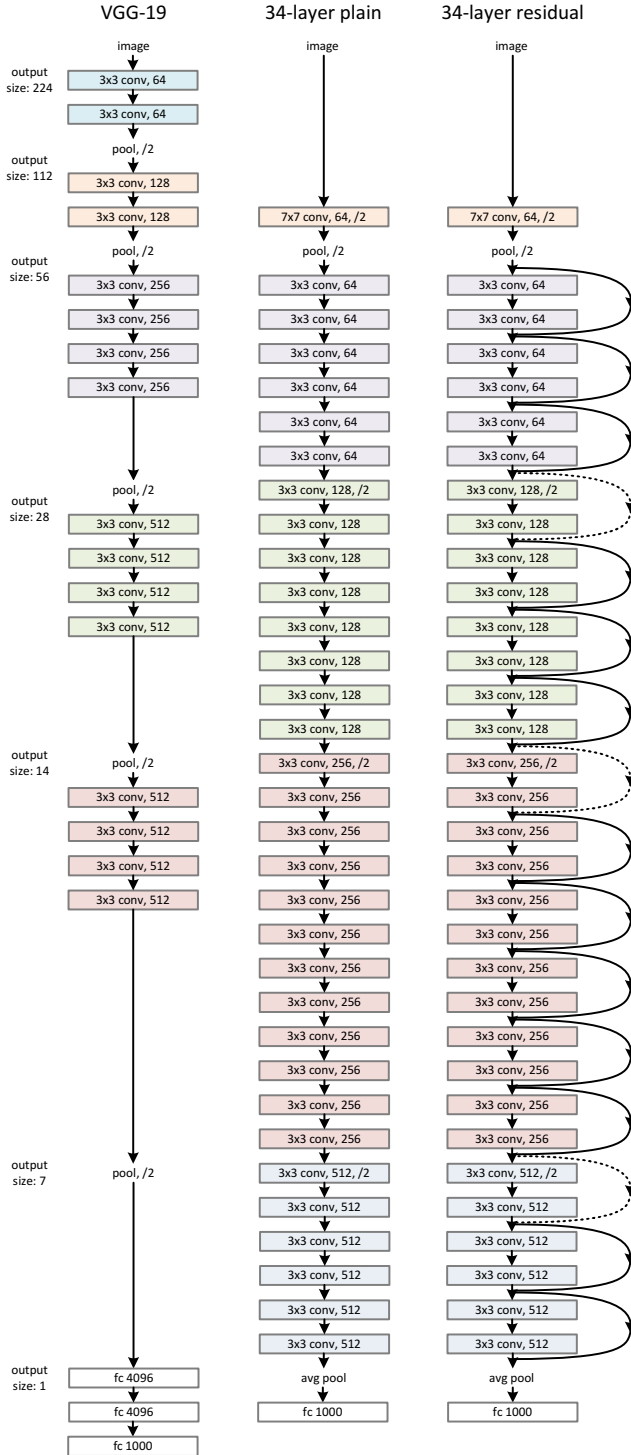 output
size: 224
output
size: 112
output
size: 56
output
size: 28
output
size: 14
output
size: 7
output
size: 1
VGG-19
image
3x3 conv, 64
3x3 conv, 64
pool, /2
3x3 conv, 128
3x3 conv, 128
pool, /2
3x3 conv, 256
3x3 conv, 256
3x3 conv, 256
3x3 conv, 256
pool, /2
3x3 conv, 512
3x3 conv, 512
3x3 conv, 512
3x3 conv, 512
pool, /2
3x3 conv, 512
3x3 conv, 512
3x3 conv, 512
3x3 conv, 512
pool, /2
fc 4096
fc 4096
fc 1000
34-layer plain
image
7x7 conv, 64, /2
pool, /2
3x3 conv, 64
3x3 conv, 64
3x3 conv, 64
3x3 conv, 64
3x3 conv, 64
3x3 conv, 64
3x3 conv, 128, /2
3x3 conv, 128
3x3 conv, 128
3x3 conv, 128
3x3 conv, 128
3x3 conv, 128
3x3 conv, 128
3x3 conv, 128
3x3 conv, 256, /2
3x3 conv, 256
3x3 conv, 256
3x3 conv, 256
3x3 conv, 256
3x3 conv, 256
3x3 conv, 256
3x3 conv, 256
3x3 conv, 256
3x3 conv, 256
3x3 conv, 256
3x3 conv, 256
3x3 conv, 512, /2
3x3 conv, 512
3x3 conv, 512
3x3 conv, 512
3x3 conv, 512
3x3 conv, 512
avg pool
fc 1000
34-layer residual
image
7x7 conv, 64, /2
pool, /2
3x3 conv, 64
3x3 conv, 64
3x3 conv, 64
3x3 conv, 64
3x3 conv, 64
3x3 conv, 64
3x3 conv, 128, /2
3x3 conv, 128
3x3 conv, 128
3x3 conv, 128
3x3 conv, 128
3x3 conv, 128
3x3 conv, 128
3x3 conv, 128
3x3 conv, 256, /2
3x3 conv, 256
3x3 conv, 256
3x3 conv, 256
3x3 conv, 256
3x3 conv, 256
3x3 conv, 256
3x3 conv, 256
3x3 conv, 256
3x3 conv, 256
3x3 conv, 256
3x3 conv, 256
3x3 conv, 512, /2
3x3 conv, 512
3x3 conv, 512
3x3 conv, 512
3x3 conv, 512
3x3 conv, 512
avg pool
fc 1000